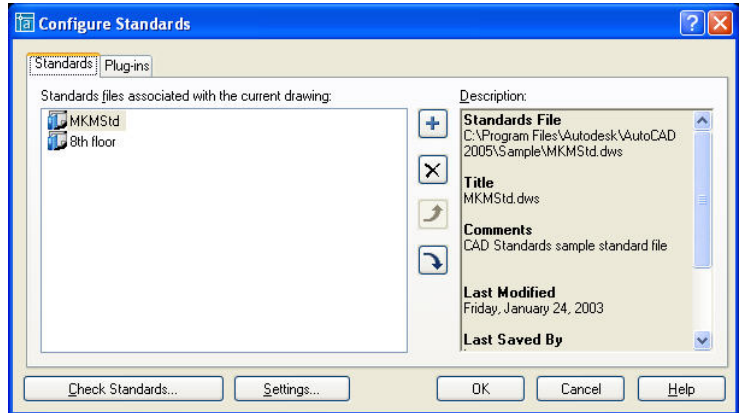 Configure Standards
Standards Plug-ins
Standards files associated with the current drawing:
MKMStd
8th floor
Description:
Standards File
C:\Program Files\Autodesk\AutoCAD
2005\Sample\MKMStd.dws
Title
MKMStd.dws
Comments
CAD Standards sample standard file
Last Modified
Friday, January 24, 2003
Last Saved By
Check Standards... Settings... OK Cancel Help